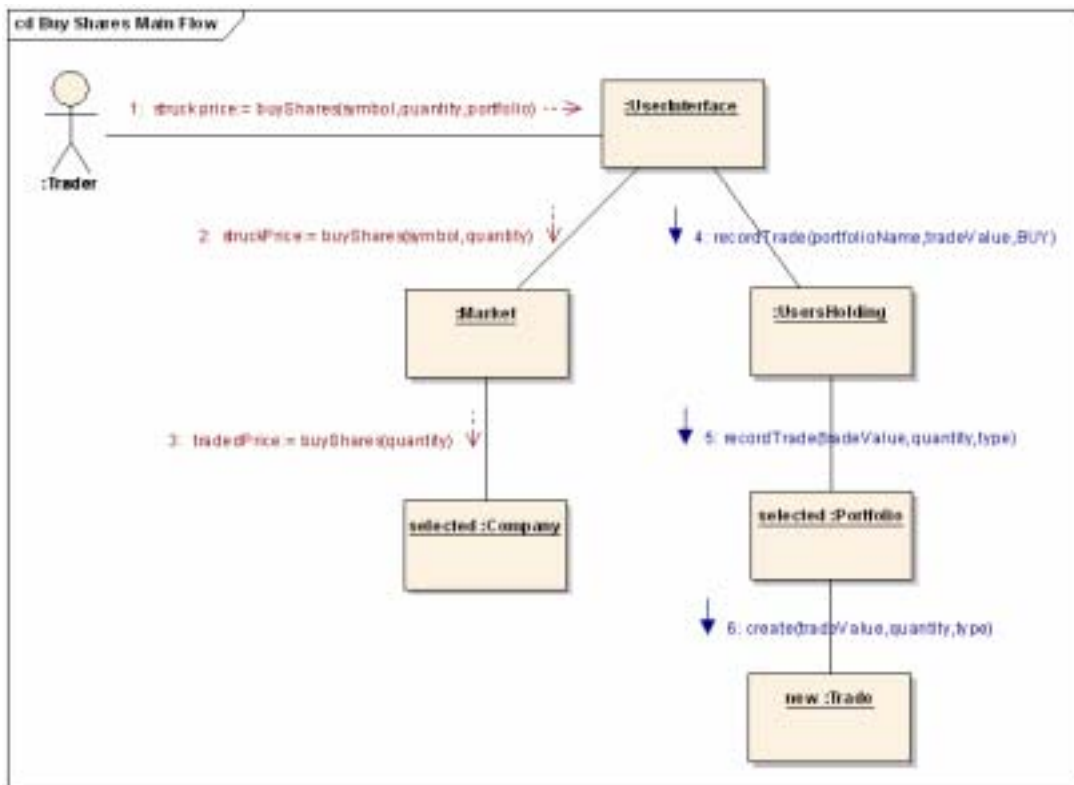 cd Buy Shares Main Flow
1: struckprice = buyShares(symbol,quantity,portfolio)
:UserInterface
:Trader
2: struckPrice = buyShares(symbol,quantity)
4: recordTrade(portfolioName,tradeValue,BUY)
:Market
:UsersHolding
3: tradedPrice = buyShares(quantity)
5: recordTrade(tradeValue,quantity,type)
selected :Company
selected :Portfolio
6: create(tradeValue,quantity,type)
new :Trade